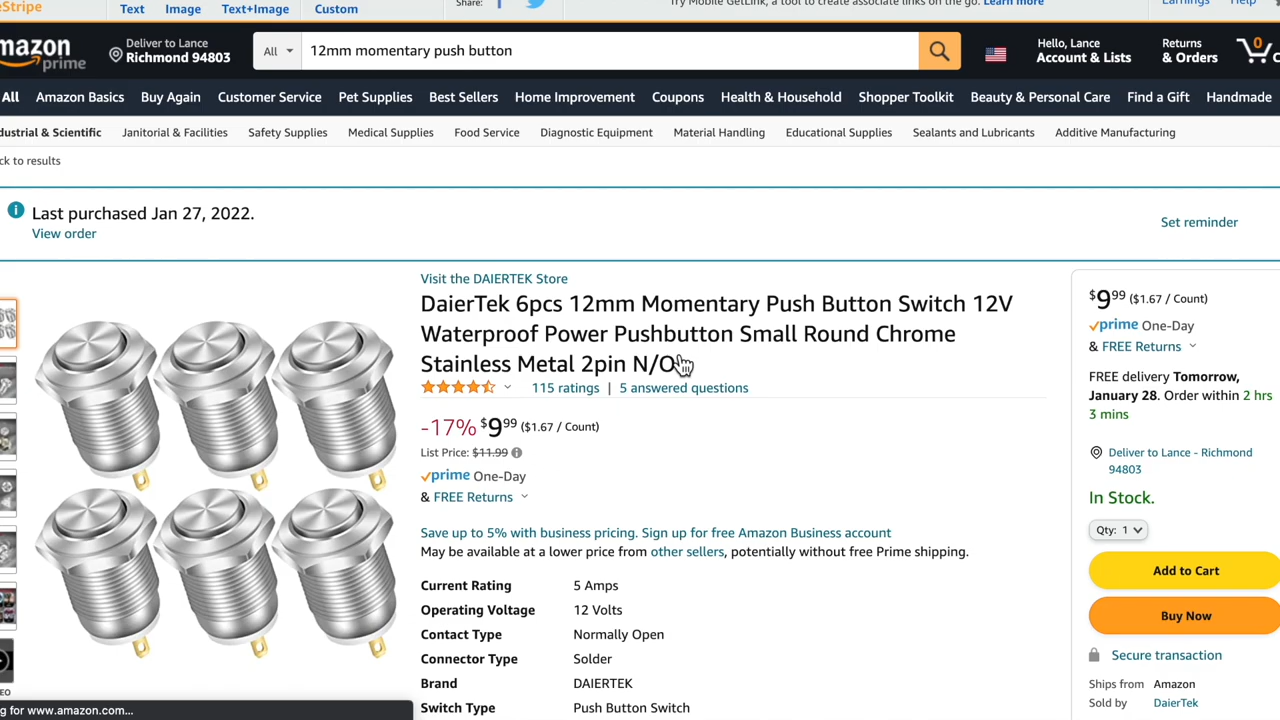 eStripe Text Image Text+Image Custom Share: Try Mobile GetLink, a tool to create associate links on the go. Learn more Earnings Help
mazon
prime
Deliver to Lance
Richmond 94803
All
12mm momentary push button
Hello, Lance
Account & Lists
Returns
& Orders
0
C
All Amazon Basics Buy Again Customer Service Pet Supplies Best Sellers Home Improvement Coupons Health & Household Shopper Toolkit Beauty & Personal Care Find a Gift Handmade
dustrial & Scientific Janitorial & Facilities Safety Supplies Medical Supplies Food Service Diagnostic Equipment Material Handling Educational Supplies Sealants and Lubricants Additive Manufacturing
ck to results
i Last purchased Jan 27, 2022.
View order
Set reminder
Visit the DAIERTEK Store
DaierTek 6pcs 12mm Momentary Push Button Switch 12V
Waterproof Power Pushbutton Small Round Chrome
Stainless Metal 2pin N/O
115 ratings | 5 answered questions
-17% $9 99 ($1.67 / Count)
List Price: $11.99 i
prime One-Day
& FREE Returns
Save up to 5% with business pricing. Sign up for free Amazon Business account
May be available at a lower price from other sellers, potentially without free Prime shipping.
Current Rating 5 Amps
Operating Voltage 12 Volts
Contact Type Normally Open
Connector Type Solder
Brand DAIERTEK
Switch Type Push Button Switch
$9 99 ($1.67 / Count)
prime One-Day
& FREE Returns
FREE delivery Tomorrow,
January 28. Order within 2 hrs
3 mins
Deliver to Lance - Richmond
94803
In Stock.
Qty: 1
Add to Cart
Buy Now
Secure transaction
Ships from Amazon
Sold by DaierTek
EO
g for www.amazon.com...